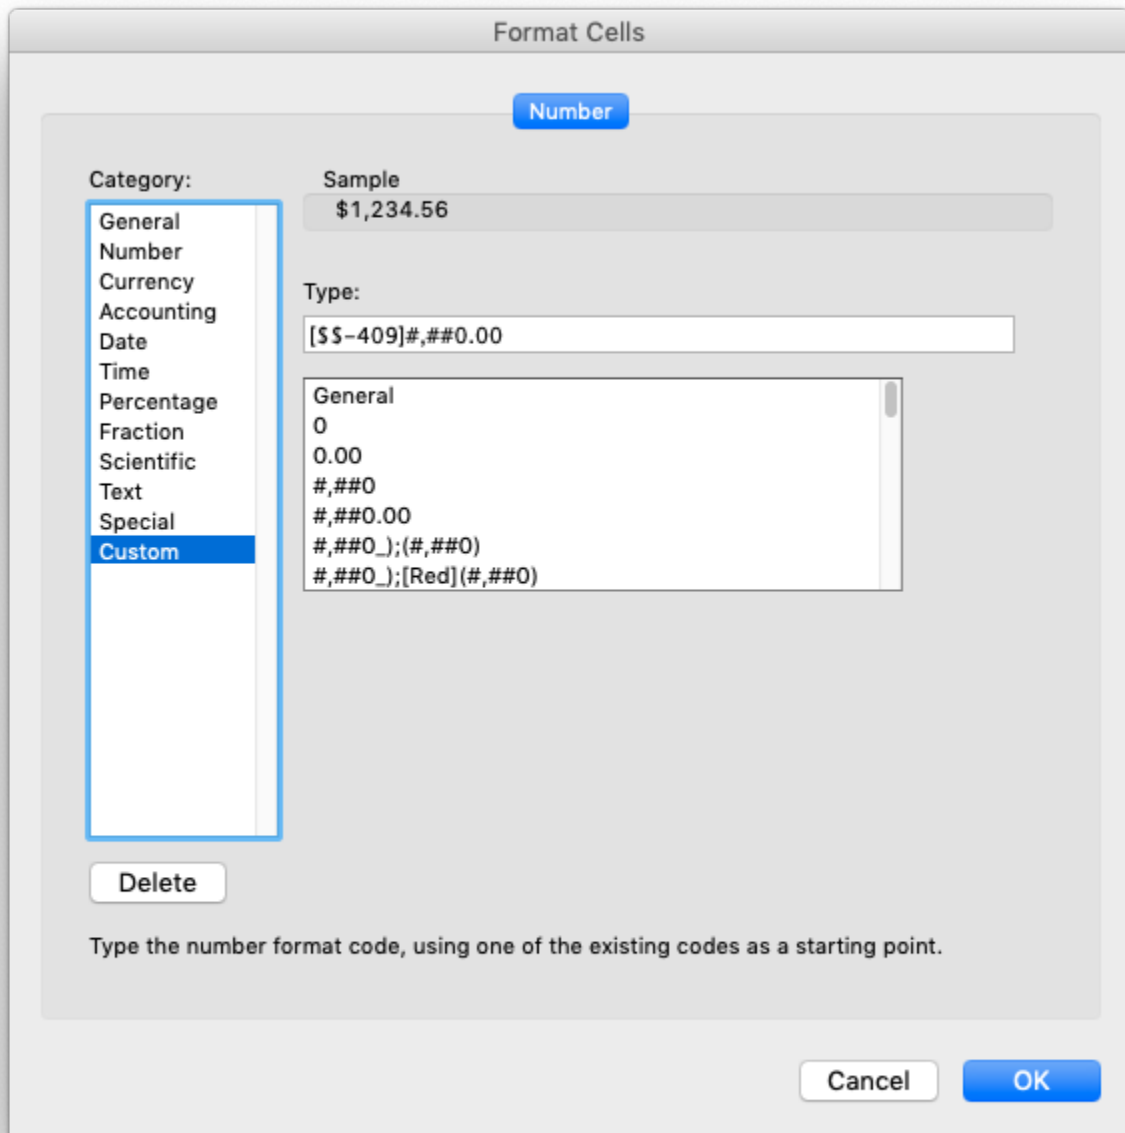 Format Cells
Number
Category:
General
Number
Currency
Accounting
Date
Time
Percentage
Fraction
Scientific
Text
Special
Custom
Sample
$1,234.56
Type:
[$$-409]#,##0.00
General
0
0.00
#,##0
#,##0.00
#,##0_);(#,##0)
#,##0_);[Red](#,##0)
Delete
Type the number format code, using one of the existing codes as a starting point.
Cancel
OK